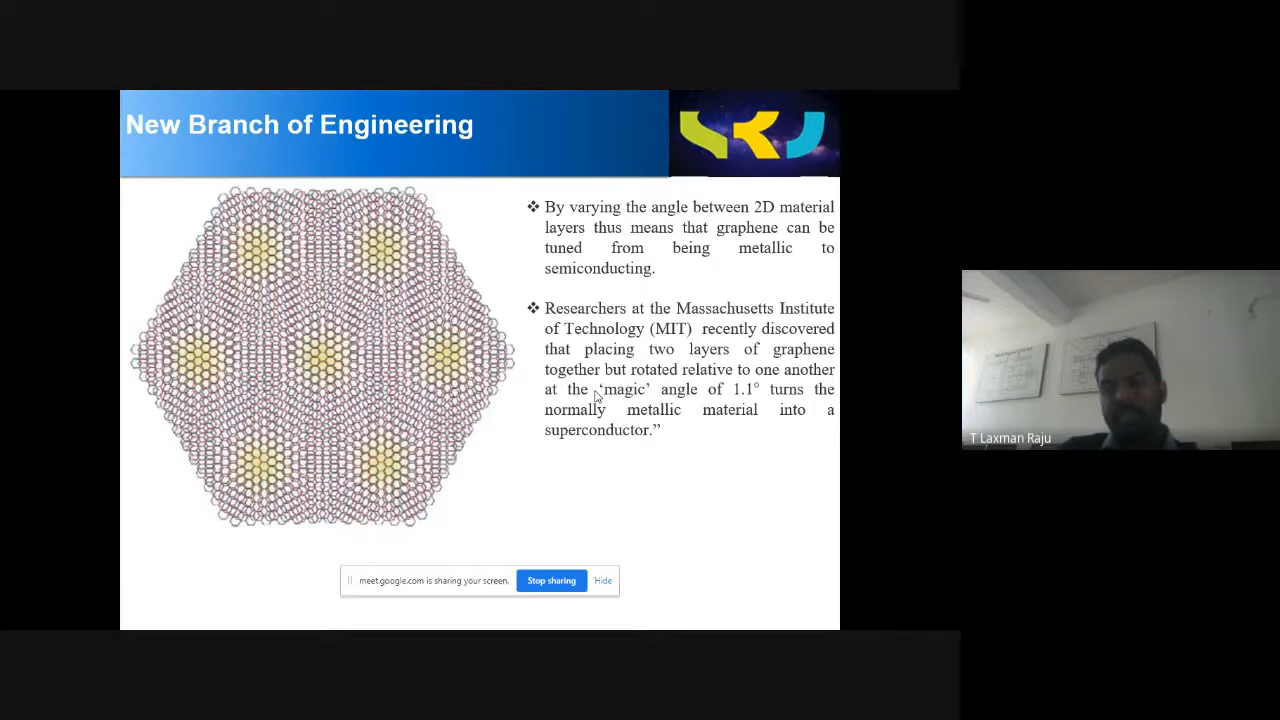 New Branch of Engineering
SRU
❖ By varying the angle between 2D material
layers thus means that graphene can be
tuned from being metallic to
semiconducting.
❖ Researchers at the Massachusetts Institute
of Technology (MIT) recently discovered
that placing two layers of graphene
together but rotated relative to one another
at the ‘magic’ angle of 1.1° turns the
normally metallic material into a
superconductor.”
meet.google.com is sharing your screen. Stop sharing Hide
T Laxman Raju